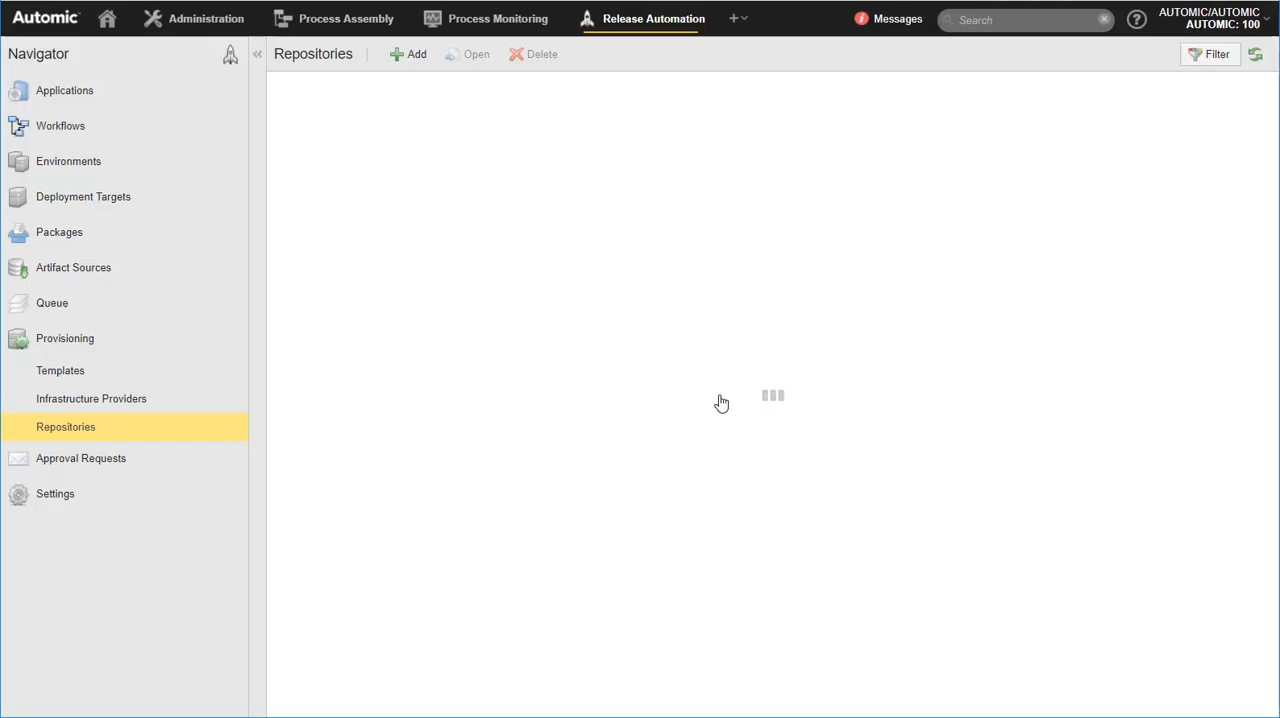 Automic
Administration
Process Assembly
Process Monitoring
Release Automation
Messages
Search
AUTOMIC/AUTOMIC
AUTOMIC: 100
Navigator
Repositories
Add
Open
Delete
Filter
Applications
Workflows
Environments
Deployment Targets
Packages
Artifact Sources
Queue
Provisioning
Templates
Infrastructure Providers
Repositories
Approval Requests
Settings